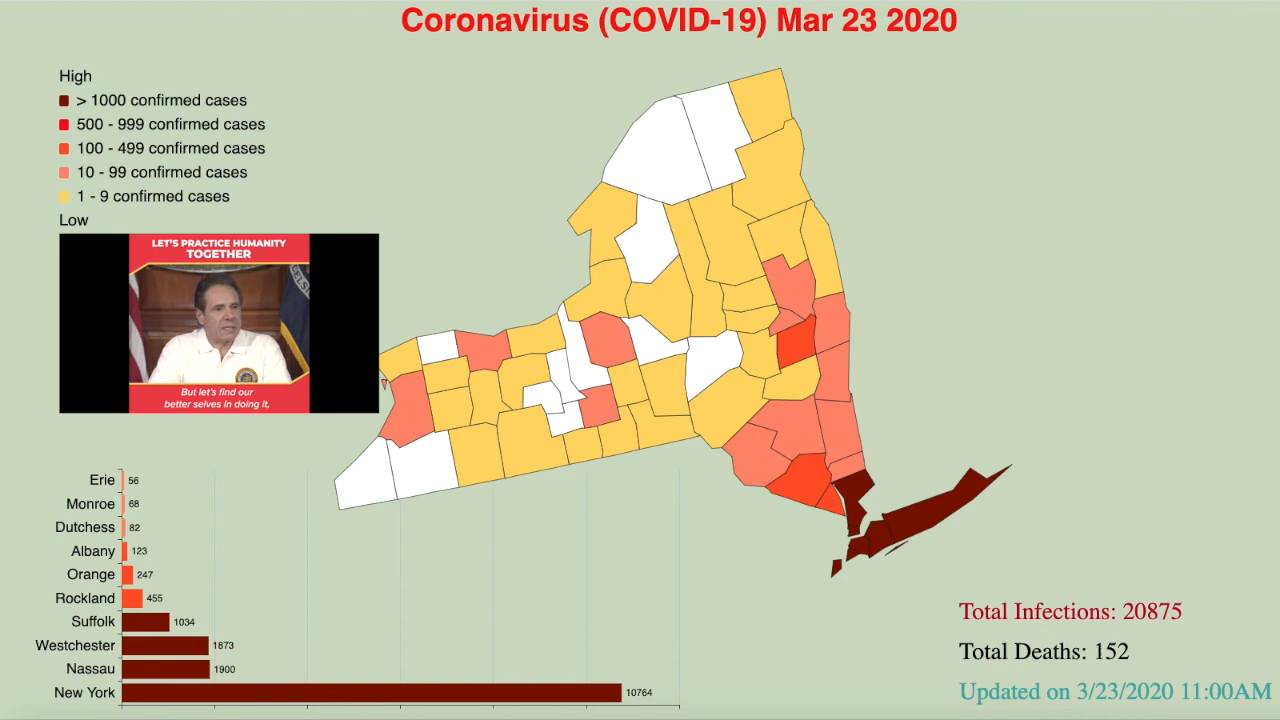 Coronavirus (COVID-19) Mar 23 2020
High
> 1000 confirmed cases
500 - 999 confirmed cases
100 - 499 confirmed cases
10 - 99 confirmed cases
1 - 9 confirmed cases
Low
LET'S PRACTICE HUMANITY
TOGETHER
But let's find our
better selves in doing it,
Erie 56
Monroe 68
Dutchess 82
Albany 123
Orange 247
Rockland 455
Suffolk 1034
Westchester 1873
Nassau 1900
New York 10764
Total Infections: 20875
Total Deaths: 152
Updated on 3/23/2020 11:00AM